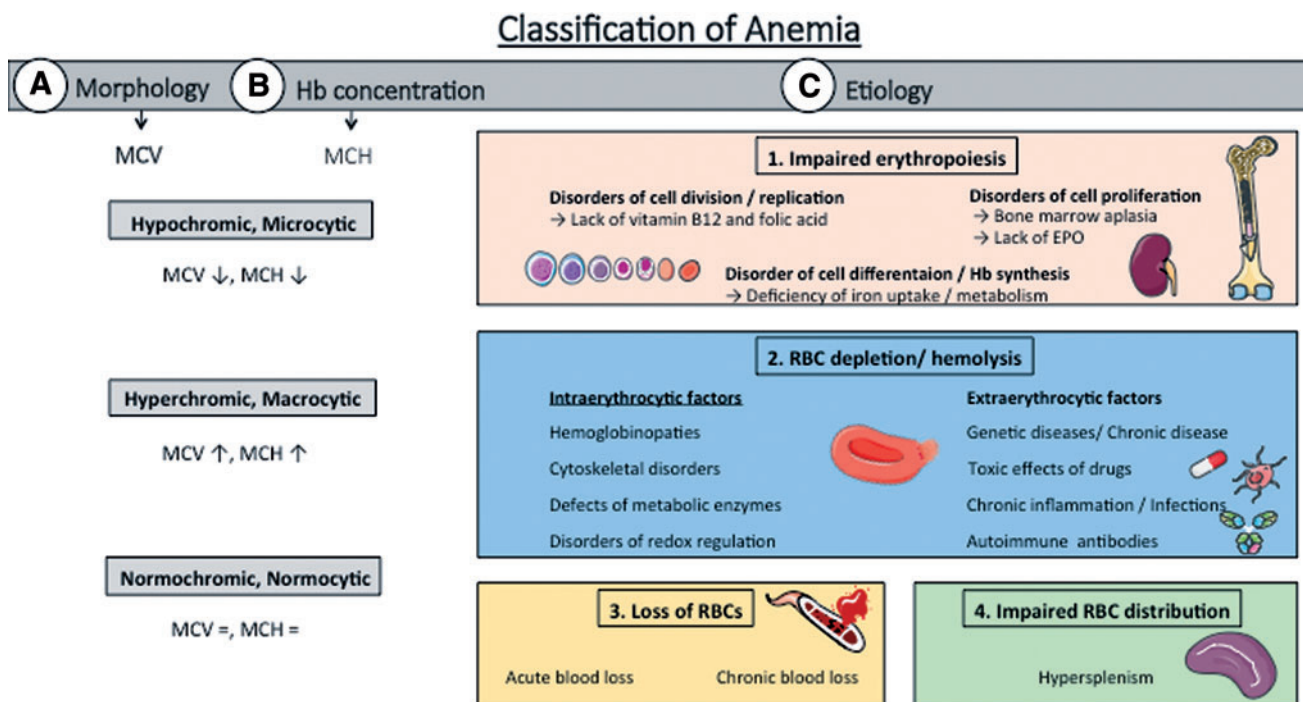 Classification of Anemia
A Morphology B Hb concentration C Etiology
MCV MCH
Hypochromic, Microcytic
MCV ↓, MCH ↓
Hyperchromic, Macrocytic
MCV ↑, MCH ↑
Normochromic, Normocytic
MCV =, MCH =
1. Impaired erythropoiesis
Disorders of cell division / replication
→ Lack of vitamin B12 and folic acid
Disorders of cell proliferation
→ Bone marrow aplasia
→ Lack of EPO
Disorder of cell differentaion / Hb synthesis
→ Deficiency of iron uptake / metabolism
2. RBC depletion/ hemolysis
Intraerythrocytic factors
Hemoglobinopaties
Cytoskeletal disorders
Defects of metabolic enzymes
Disorders of redox regulation
Extraerythrocytic factors
Genetic diseases/ Chronic disease
Toxic effects of drugs
Chronic inflammation / Infections
Autoimmune antibodies
3. Loss of RBCs
Acute blood loss Chronic blood loss
4. Impaired RBC distribution
Hypersplenism